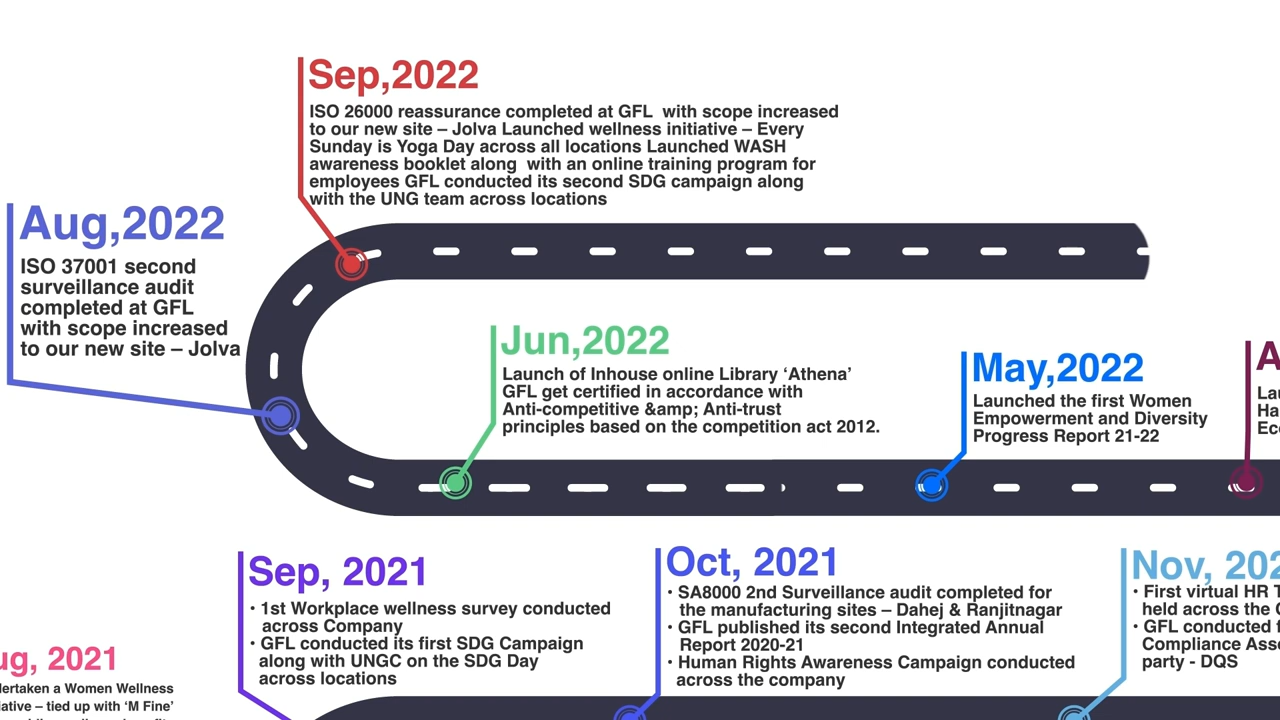 Sep,2022
ISO 26000 reassurance completed at GFL  with scope increased
to our new site – Jolva Launched wellness initiative – Every
Sunday is Yoga Day across all locations Launched WASH
awareness booklet along  with an online training program for
employees GFL conducted its second SDG campaign along
with the UNG team across locations
Aug,2022
ISO 37001 second
surveillance audit
completed at GFL
with scope increased
to our new site – Jolva
Jun,2022
Launch of Inhouse online Library ‘Athena’
GFL get certified in accordance with
Anti-competitive &amp; Anti-trust
principles based on the competition act 2012.
May,2022
Launched the first Women
Empowerment and Diversity
Progress Report 21-22
Sep, 2021
· 1st Workplace wellness survey conducted
across Company
· GFL conducted its first SDG Campaign
along with UNGC on the SDG Day
across locations
Oct, 2021
· SA8000 2nd Surveillance audit completed for
the manufacturing sites – Dahej & Ranjitnagar
· GFL published its second Integrated Annual
Report 2020-21
· Human Rights Awareness Campaign conducted
across the company
Nov, 202
· First virtual HR
held across the
· GFL conducted
Compliance
party - DQS
2021
a Women Wellness
– tied up with ‘M Fine’